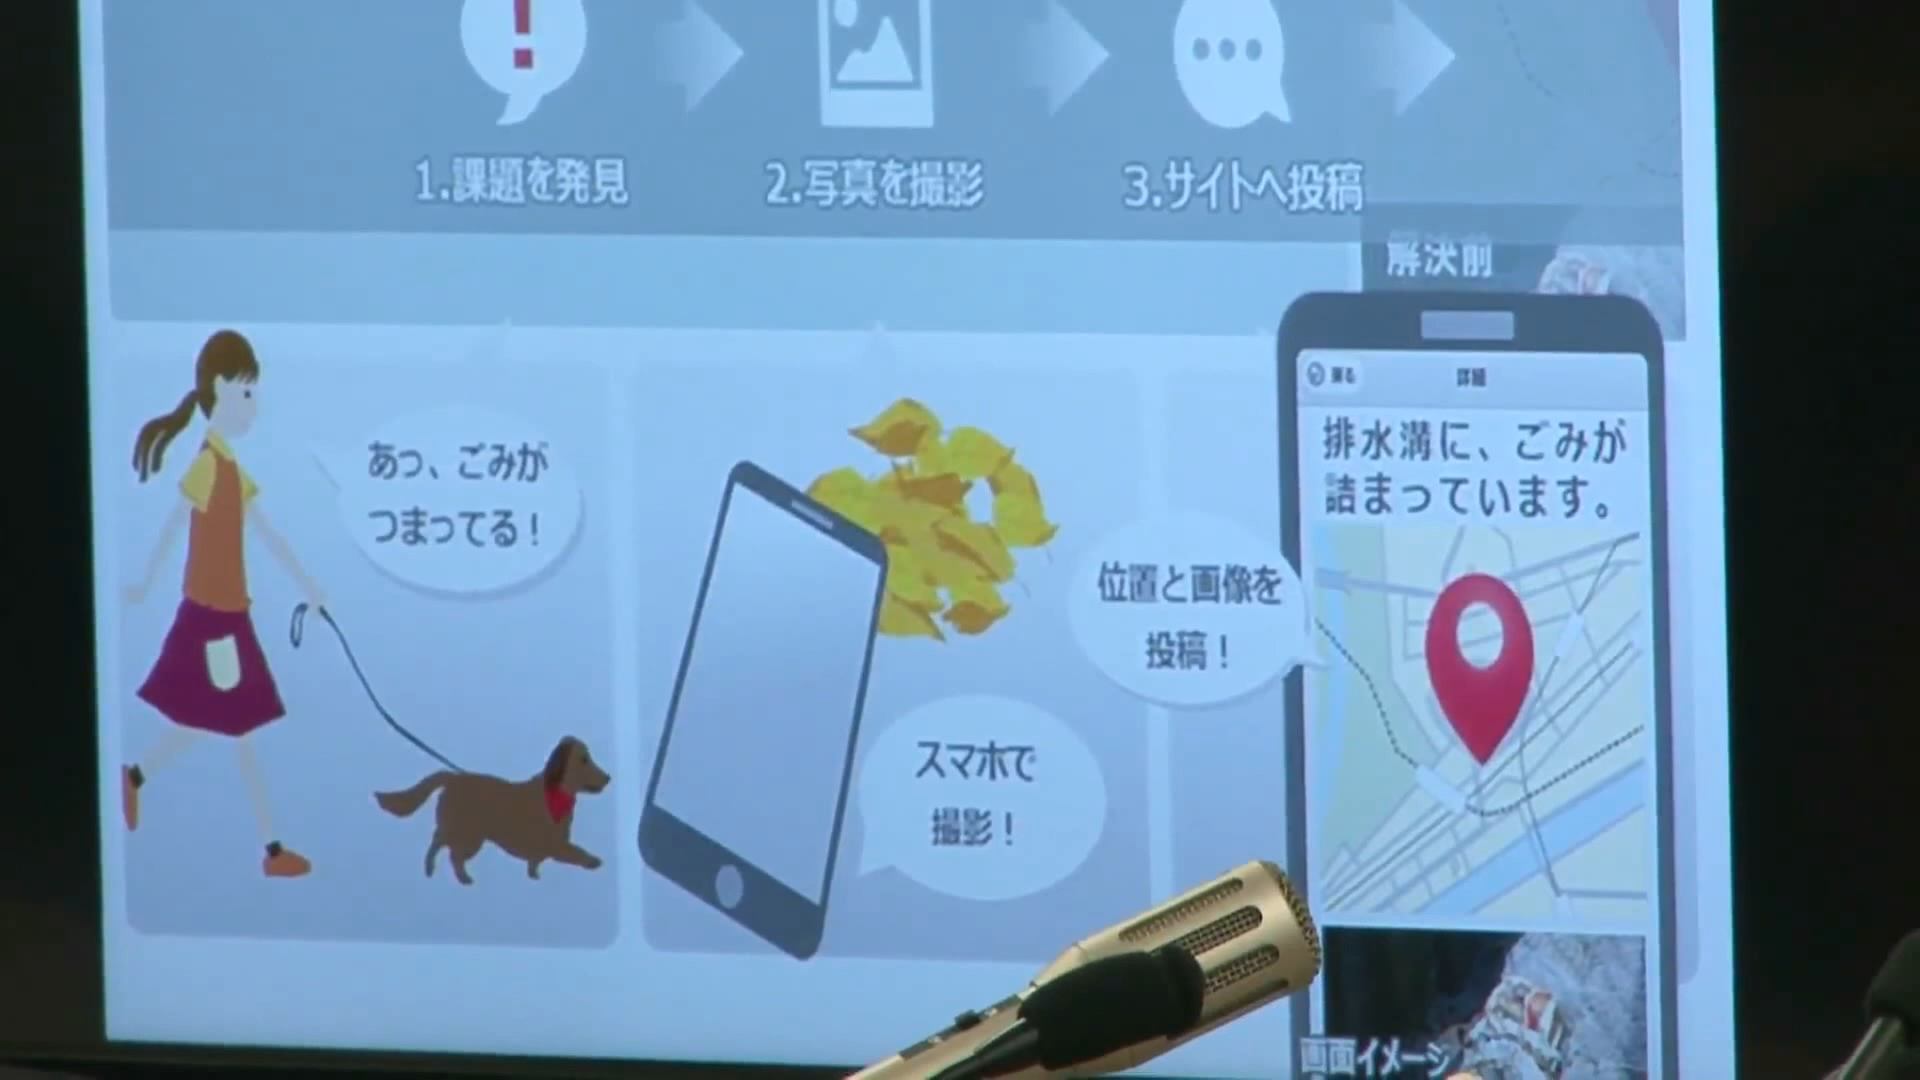 1.課題を発見
2.写真を撮影
3.サイトへ投稿
解決前
あっ、ごみが
つまってる！
スマホで
撮影！
位置と画像を
投稿！
戻る
詳細
排水溝に、ごみが
詰まっています。
画面イメージ